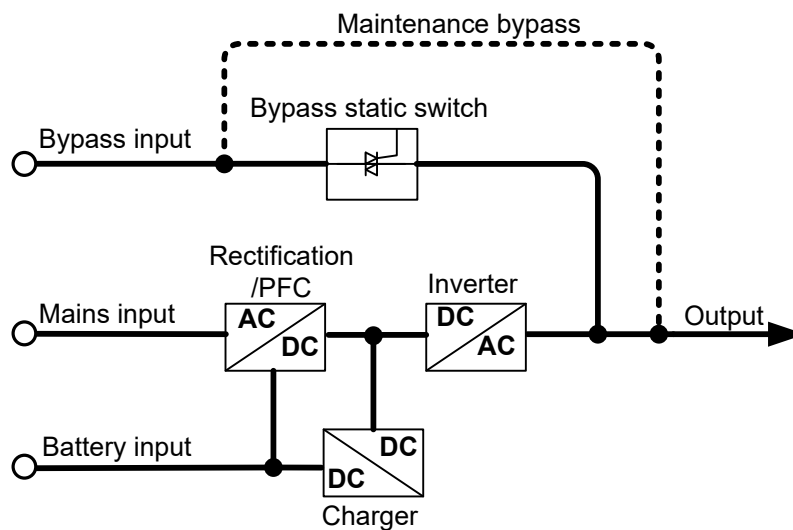 Maintenance bypass
Bypass static switch
Bypass input
Rectification
/PFC
Inverter
Mains input
AC
DC
DC
AC
Output
Battery input
DC
DC
Charger